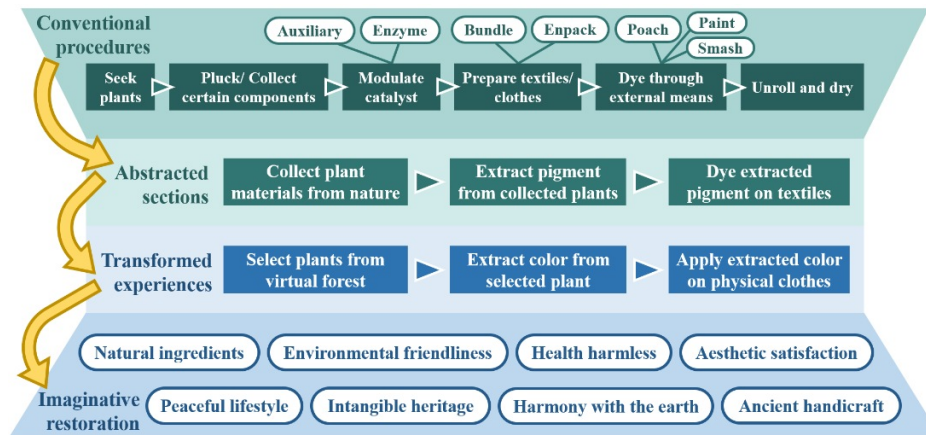 Conventional
procedures
Auxiliary
Enzyme
Bundle
Enpack
Poach
Paint
Smash
Seek
plants
Pluck/ Collect
certain components
Modulate
catalyst
Prepare textiles/
clothes
Dye through
external means
Unroll and dry
Abstracted
sections
Collect plant
materials from nature
Extract pigment
from collected plants
Dye extracted
pigment on textiles
Transformed
experiences
Select plants from
virtual forest
Extract color from
selected plant
Apply extracted color
on physical clothes
Imaginative
restoration
Natural ingredients
Environmental friendliness
Health harmless
Aesthetic satisfaction
Peaceful lifestyle
Intangible heritage
Harmony with the earth
Ancient handicraft